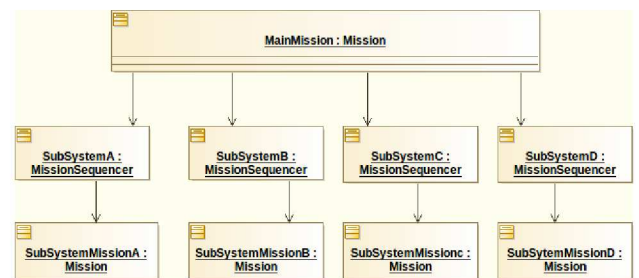 MainMission : Mission
SubSystemA :
MissionSequencer
SubSystemB :
MissionSequencer
SubSystemC :
MissionSequencer
SubSystemD :
MissionSequencer
SubSystemMissionA :
Mission
SubSystemMissionB :
Mission
SubSystemMissionc :
Mission
SubSytemMissionD :
Mission